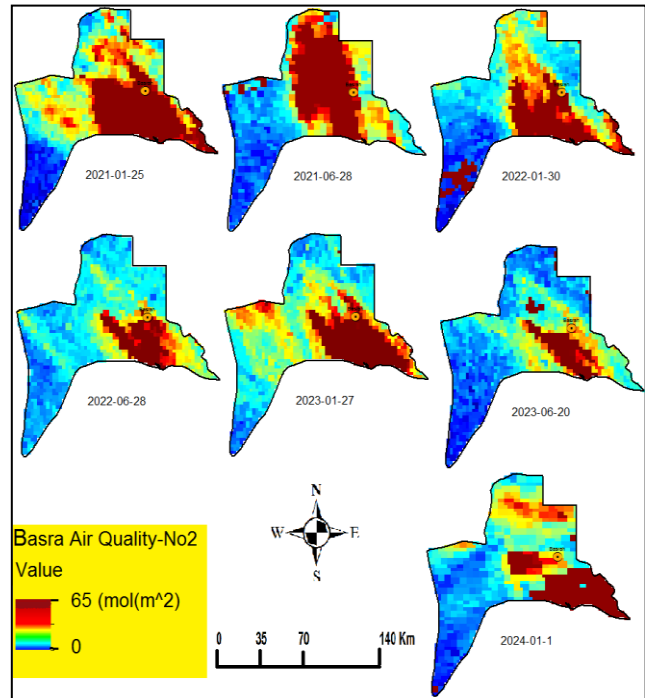 2021-01-25
2021-06-28
2022-01-30
2022-06-28
2023-01-27
2023-06-20
2024-01-1
N
W E
S
Basra Air Quality-No2
Value
65 (mol(m^2)
0
0 35 70 140 Km